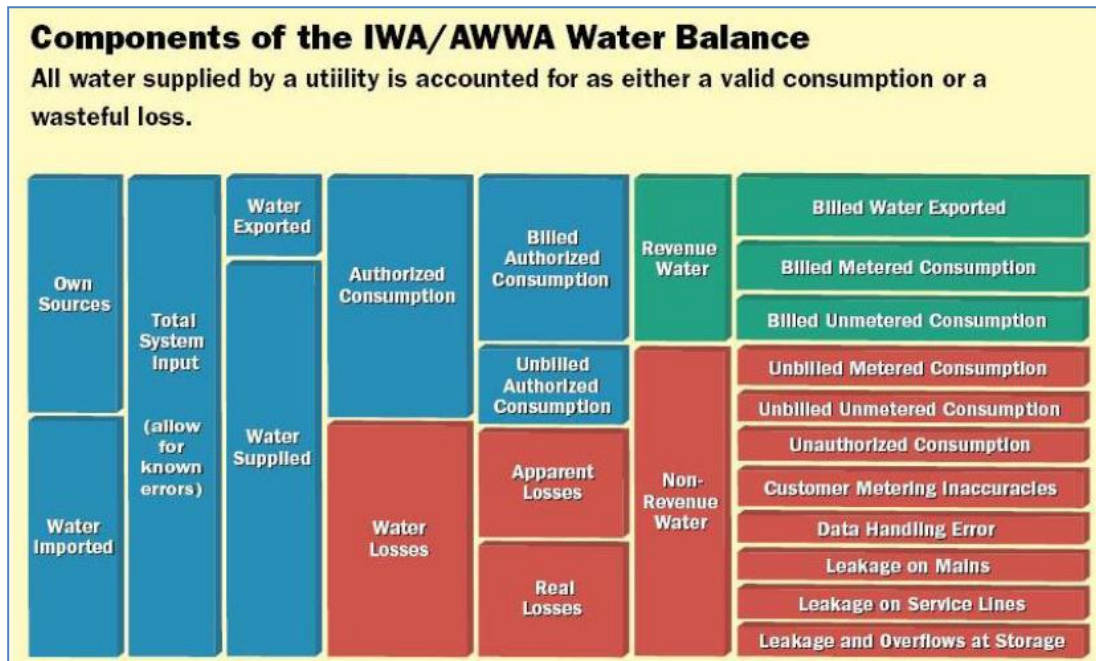 Components of the IWA/AWWA Water Balance
All water supplied by a utiility is accounted for as either a valid consumption or a
wasteful loss.
Own
Sources
Water
Imported
Total
System
Input
(allow
for
known
errors)
Water
Exported
Water
Supplied
Authorized
Consumption
Water
Losses
Billed
Authorized
Consumption
Unbilled
Authorized
Consumption
Apparent
Losses
Real
Losses
Revenue
Water
Non-
Revenue
Water
Billed Water Exported
Billed Metered Consumption
Billed Unmetered Consumption
Unbilled Metered Consumption
Unbilled Unmetered Consumption
Unauthorized Consumption
Customer Metering Inaccuracies
Data Handling Error
Leakage on Mains
Leakage on Service Lines
Leakage and Overflows at Storage